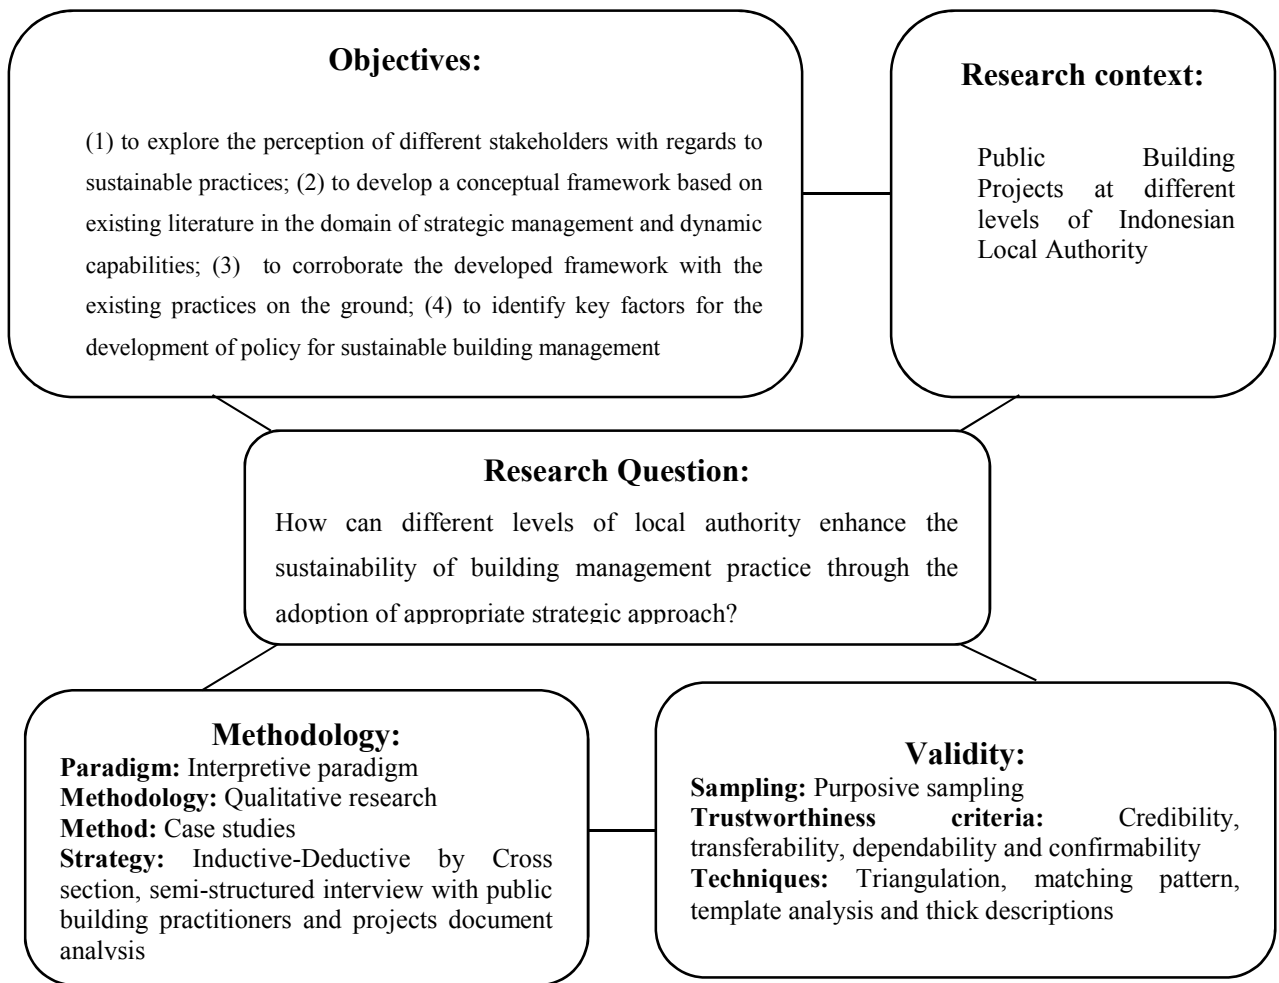 Objectives:
(1) to explore the perception of different stakeholders with regards to
sustainable practices; (2) to develop a conceptual framework based on
existing literature in the domain of strategic management and dynamic
capabilities; (3) to corroborate the developed framework with the
existing practices on the ground; (4) to identify key factors for the
development of policy for sustainable building management
Research context:
Public Building
Projects at different
levels of Indonesian
Local Authority
Research Question:
How can different levels of local authority enhance the
sustainability of building management practice through the
adoption of appropriate strategic approach?
Methodology:
Paradigm: Interpretive paradigm
Methodology: Qualitative research
Method: Case studies
Strategy: Inductive-Deductive by Cross
section, semi-structured interview with public
building practitioners and projects document
analysis
Validity:
Sampling: Purposive sampling
Trustworthiness criteria: Credibility,
transferability, dependability and confirmability
Techniques: Triangulation, matching pattern,
template analysis and thick descriptions